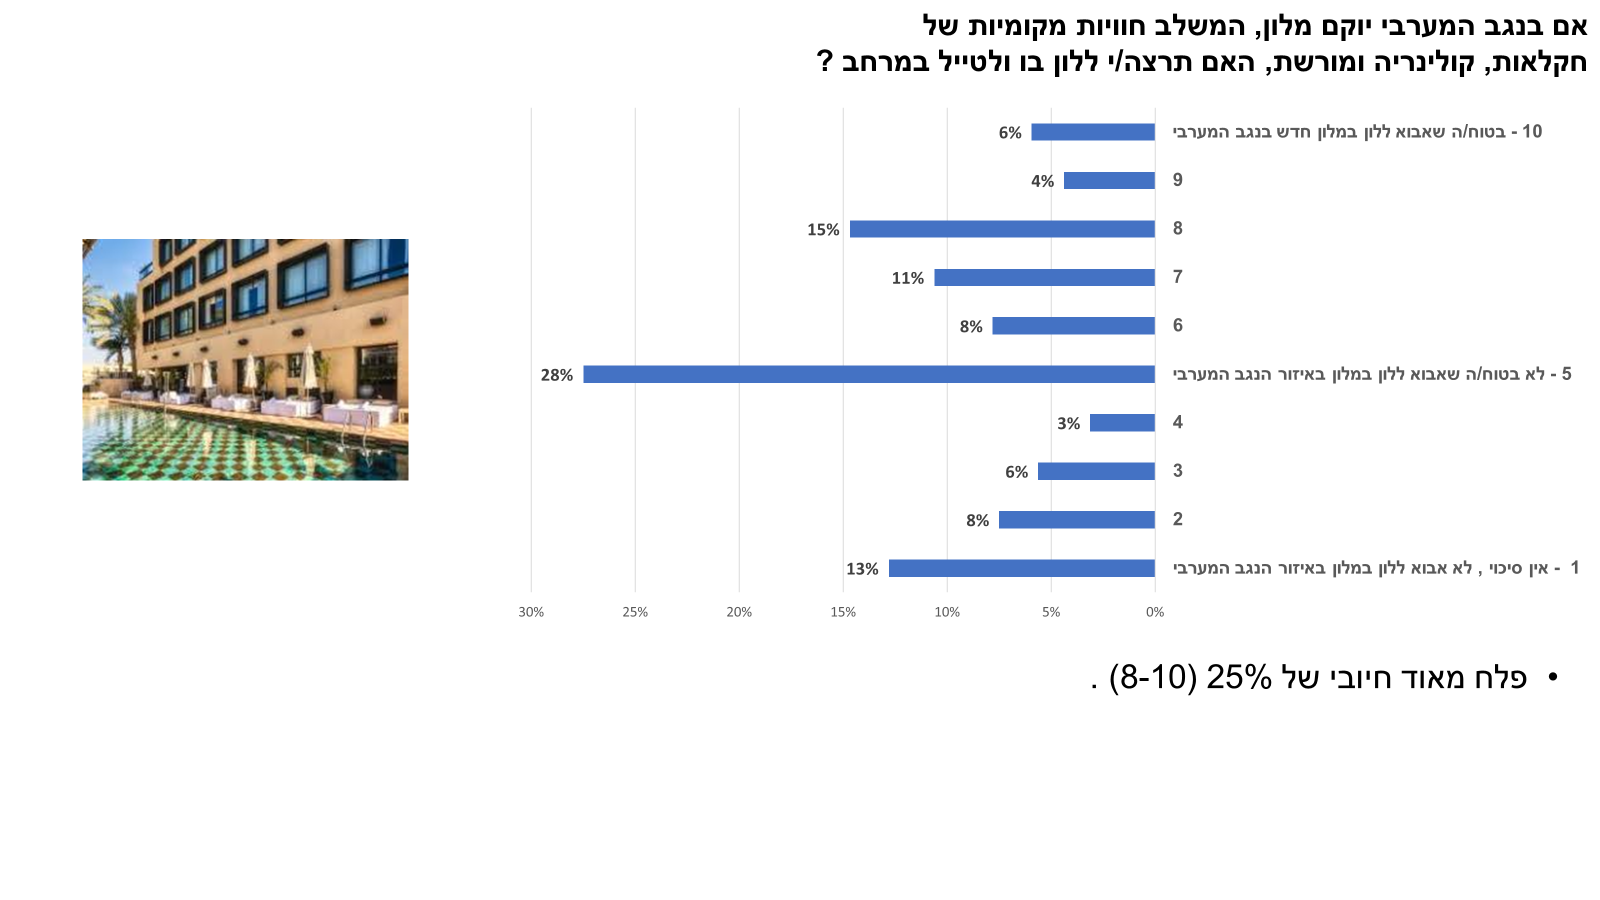 אם בנגב המערבי יוקם מלון, המשלב חוויות מקומיות של
חקלאות, קולינריה ומורשת, האם תרצה/י ללון בו ולטייל במרחב ?
10 - בטוח/ה שאבוא ללון במלון חדש בנגב המערבי
6%
9
4%
8
15%
7
11%
6
8%
5 - לא בטוח/ה שאבוא ללון במלון באיזור הנגב המערבי
28%
4
3%
3
6%
2
8%
1 - אין סיכוי , לא אבוא ללון במלון באיזור הנגב המערבי
13%
30% 25% 20% 15% 10% 5% 0%
• פלח מאוד חיובי של 25% (8-10) .